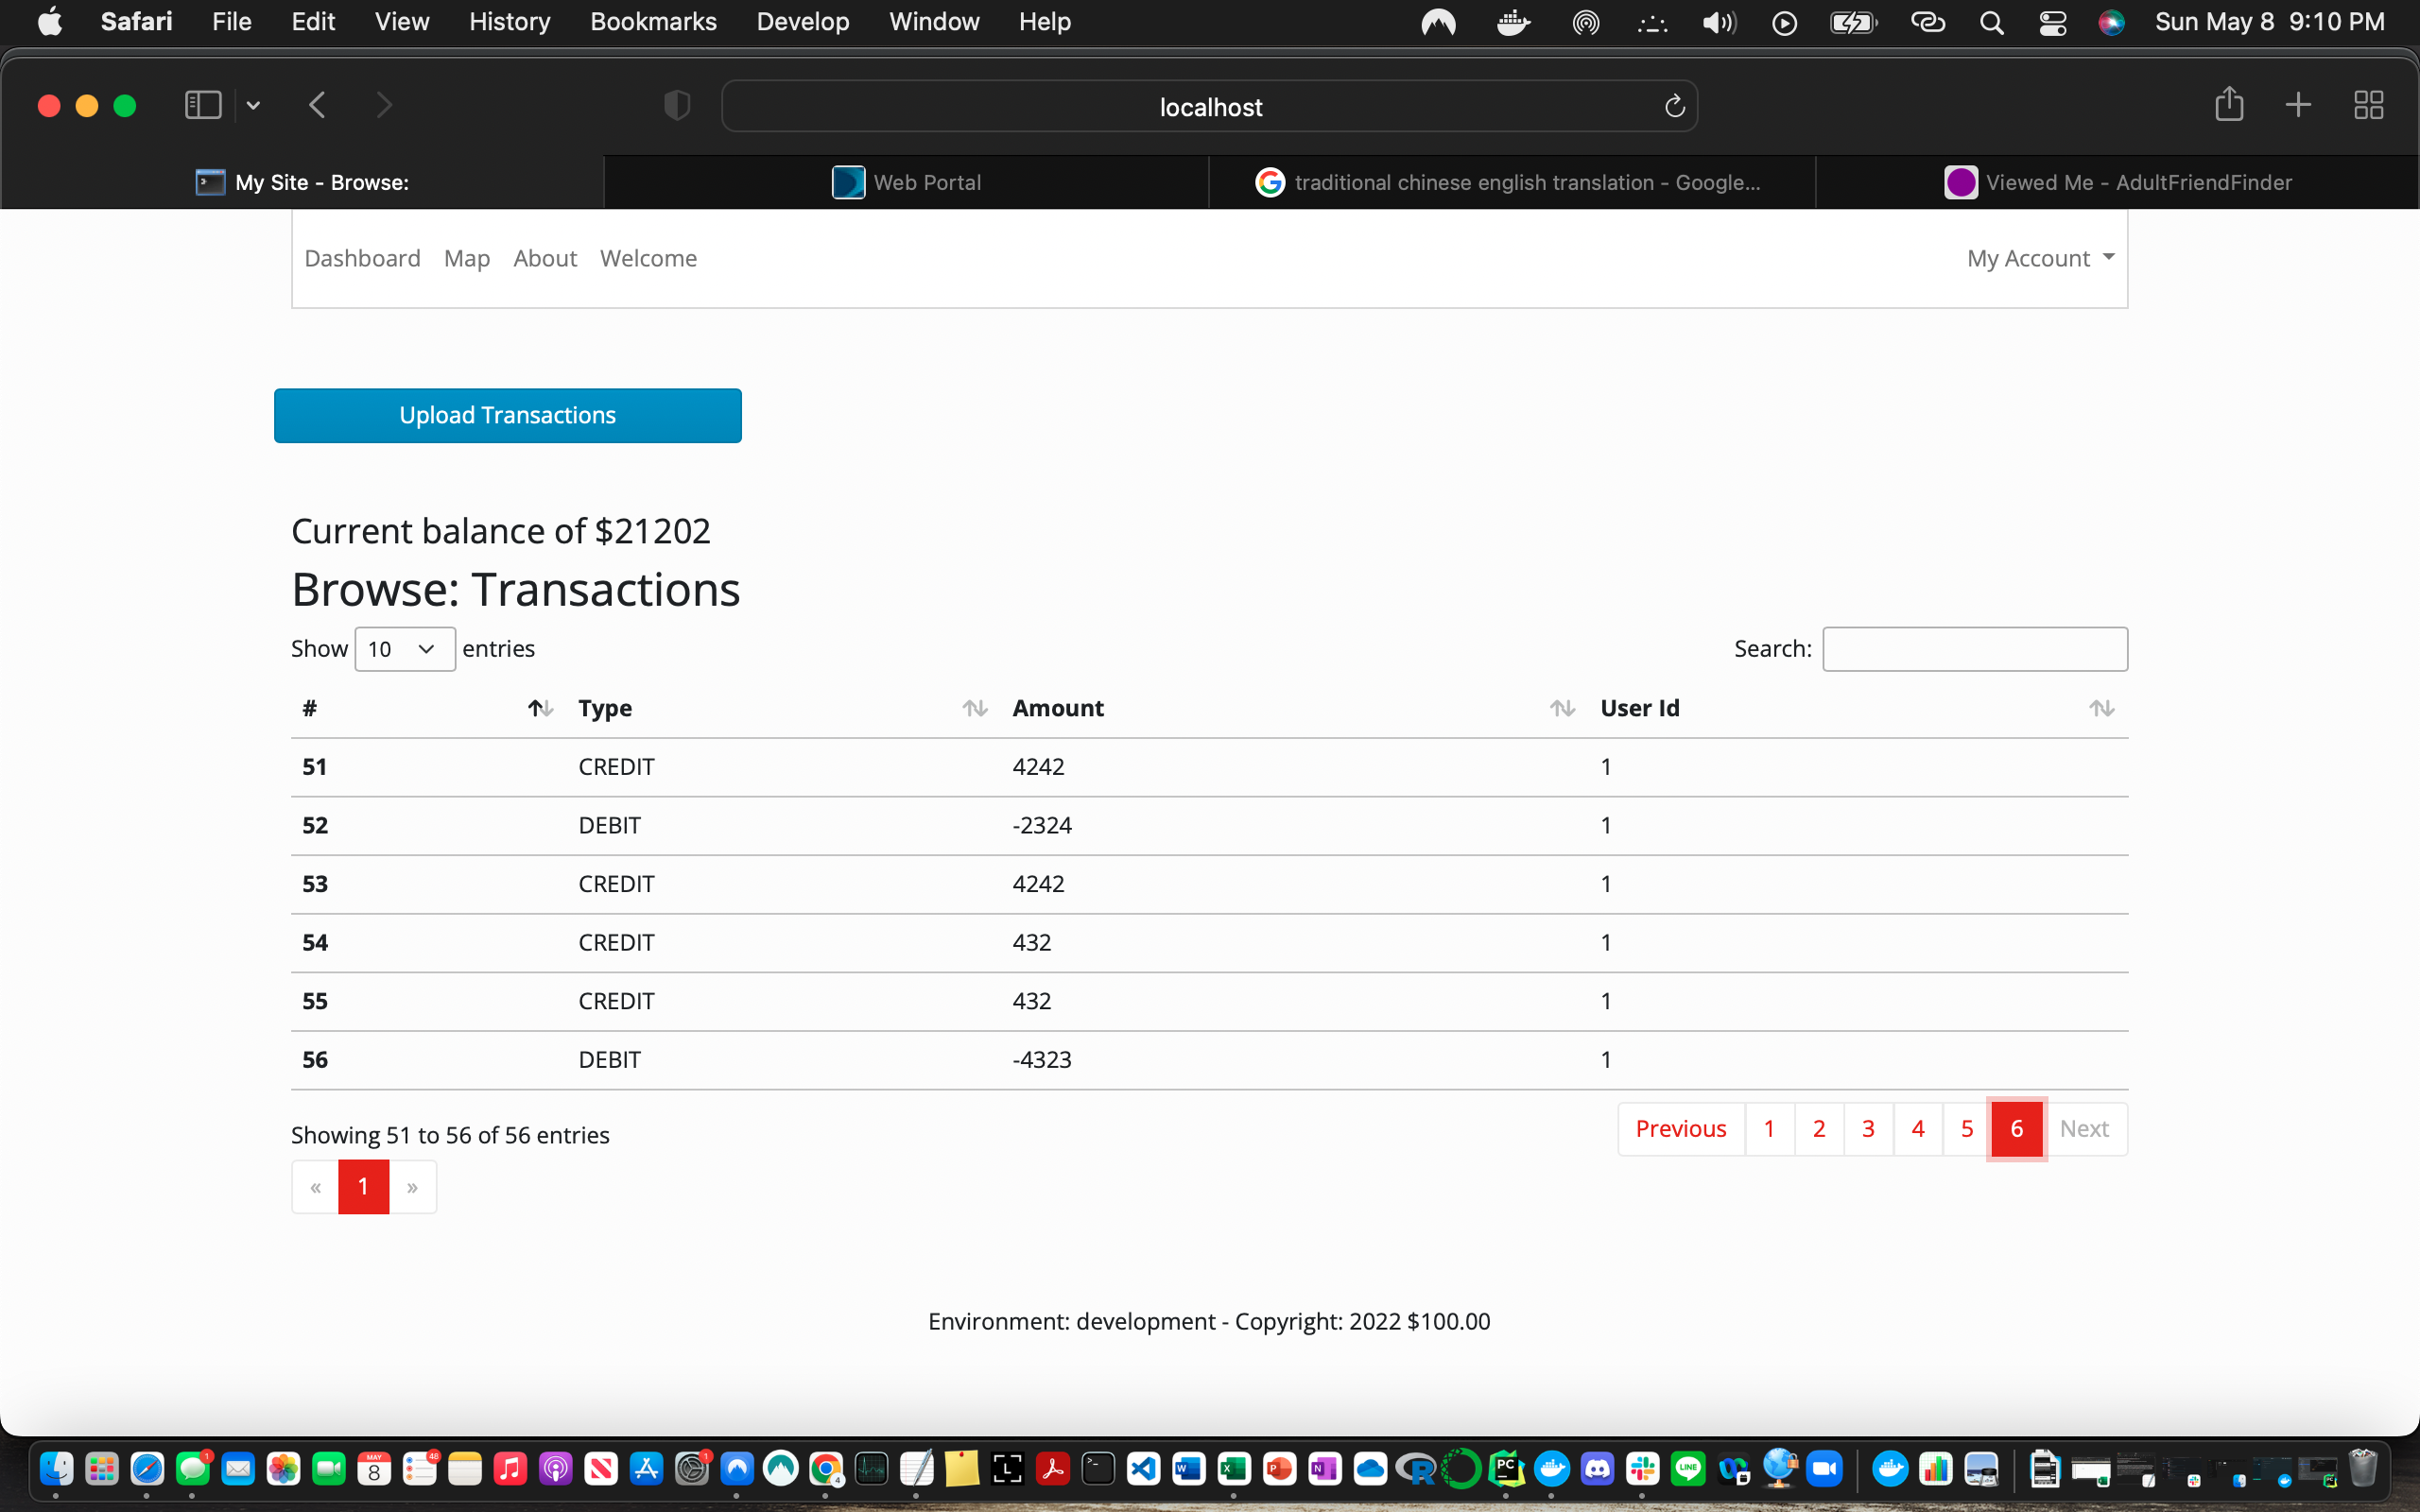 Safari File Edit View History Bookmarks Develop Window Help Sun May 8 9:10 PM
localhost
My Site - Browse: Web Portal traditional chinese english translation - Google... Viewed Me - AdultFriendFinder
Dashboard Map About Welcome My Account
Upload Transactions
Current balance of $21202
Browse: Transactions
Show 10 entries Search:
# Type Amount User Id
51 CREDIT 4242 1
52 DEBIT -2324 1
53 CREDIT 4242 1
54 CREDIT 432 1
55 CREDIT 432 1
56 DEBIT -4323 1
Previous 1 2 3 4 5 6 Next
Showing 51 to 56 of 56 entries
« 1 »
Environment: development - Copyright: 2022 $100.00